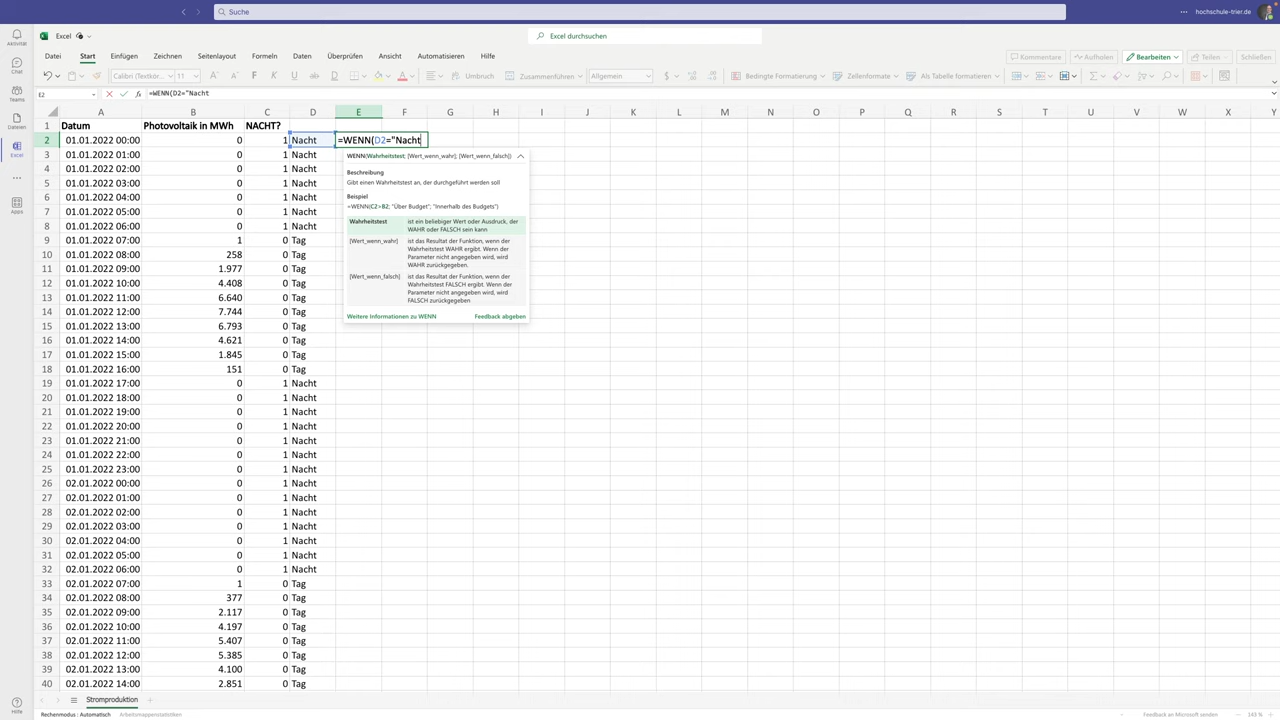 Suche
hochschule-trier.de
Aktivität
Chat
Teams
Dateien
Excel
Apps
Hilfe
Excel
Excel durchsuchen
Datei Start Einfügen Zeichnen Seitenlayout Formeln Daten Überprüfen Ansicht Automatisieren Hilfe
Kommentare Aufholen Bearbeiten Teilen Schließen
Calibri (Textkör... 11 F K U ab D A Umbruch Zusammenführen Allgemein $ Bedingte Formatierung Zellenformate Als Tabelle formatieren
E2 fx =WENN(D2="Nacht
A B C D E F G H I J K L M N O P Q R S T U V W X Y
1 Datum Photovoltaik in MWh NACHT?
2 01.01.2022 00:00 0 1 Nacht =WENN(D2="Nacht
3 01.01.2022 01:00 0 1 Nacht
4 01.01.2022 02:00 0 1 Nacht
5 01.01.2022 03:00 0 1 Nacht
6 01.01.2022 04:00 0 1 Nacht
7 01.01.2022 05:00 0 1 Nacht
8 01.01.2022 06:00 0 1 Nacht
9 01.01.2022 07:00 1 0 Tag
10 01.01.2022 08:00 258 0 Tag
11 01.01.2022 09:00 1.977 0 Tag
12 01.01.2022 10:00 4.408 0 Tag
13 01.01.2022 11:00 6.640 0 Tag
14 01.01.2022 12:00 7.744 0 Tag
15 01.01.2022 13:00 6.793 0 Tag
16 01.01.2022 14:00 4.621 0 Tag
17 01.01.2022 15:00 1.845 0 Tag
18 01.01.2022 16:00 151 0 Tag
19 01.01.2022 17:00 0 1 Nacht
20 01.01.2022 18:00 0 1 Nacht
21 01.01.2022 19:00 0 1 Nacht
22 01.01.2022 20:00 0 1 Nacht
23 01.01.2022 21:00 0 1 Nacht
24 01.01.2022 22:00 0 1 Nacht
25 01.01.2022 23:00 0 1 Nacht
26 02.01.2022 00:00 0 1 Nacht
27 02.01.2022 01:00 0 1 Nacht
28 02.01.2022 02:00 0 1 Nacht
29 02.01.2022 03:00 0 1 Nacht
30 02.01.2022 04:00 0 1 Nacht
31 02.01.2022 05:00 0 1 Nacht
32 02.01.2022 06:00 0 1 Nacht
33 02.01.2022 07:00 1 0 Tag
34 02.01.2022 08:00 377 0 Tag
35 02.01.2022 09:00 2.117 0 Tag
36 02.01.2022 10:00 4.197 0 Tag
37 02.01.2022 11:00 5.407 0 Tag
38 02.01.2022 12:00 5.385 0 Tag
39 02.01.2022 13:00 4.100 0 Tag
40 02.01.2022 14:00 2.851 0 Tag
WENN(Wahrheitstest; [Wert_wenn_wahr]; [Wert_wenn_falsch])
Beschreibung
Gibt einen Wahrheitstest an, der durchgeführt werden soll
Beispiel
=WENN(C2>B2; "Über Budget"; "Innerhalb des Budgets")
Wahrheitstest ist ein beliebiger Wert oder Ausdruck, der
WAHR oder FALSCH sein kann
[Wert_wenn_wahr] ist das Resultat der Funktion, wenn der
Wahrheitstest WAHR ergibt. Wenn der
Parameter nicht angegeben wird, wird
WAHR zurückgegeben.
[Wert_wenn_falsch] ist das Resultat der Funktion, wenn der
Wahrheitstest FALSCH ergibt. Wenn der
Parameter nicht angegeben wird, wird
FALSCH zurückgegeben
Weitere Informationen zu WENN Feedback abgeben
Stromproduktion
Rechenmodus : Automatisch Arbeitsmappenstatistiken Feedback an Microsoft senden 143 %